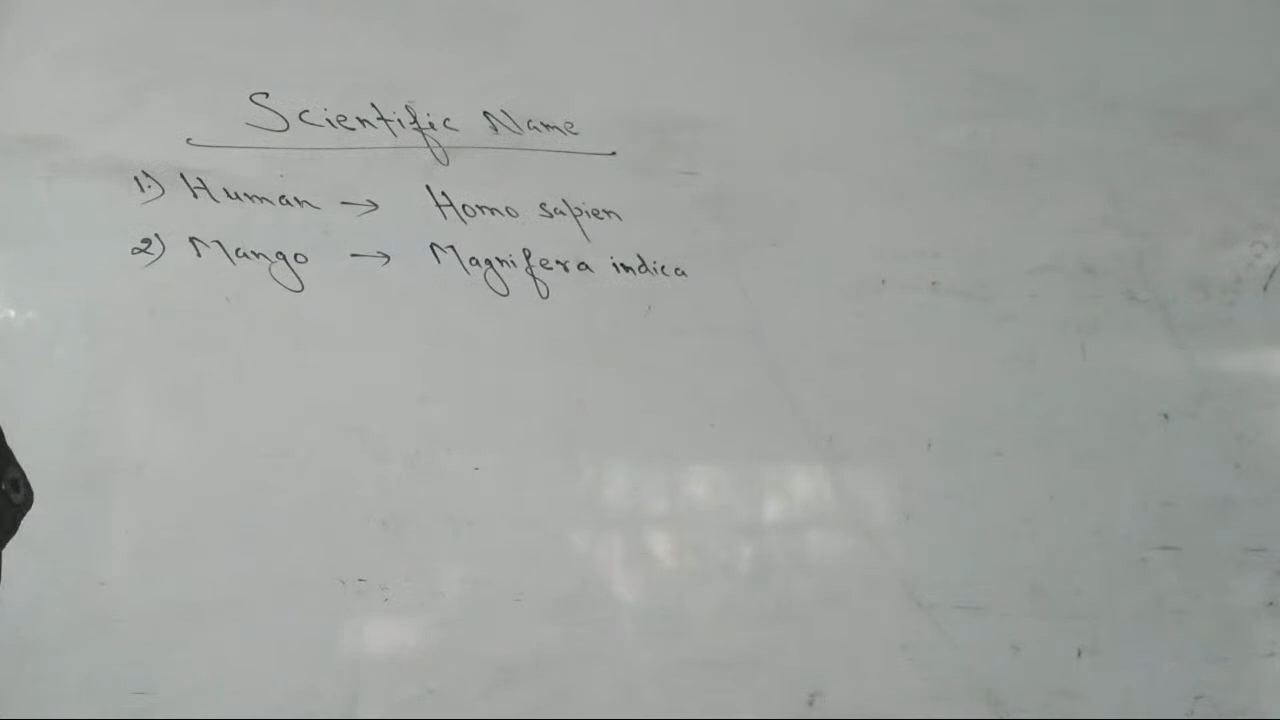 Scientific Name
1.) Human → Homo sapien
2) Mango → Magnifera indica